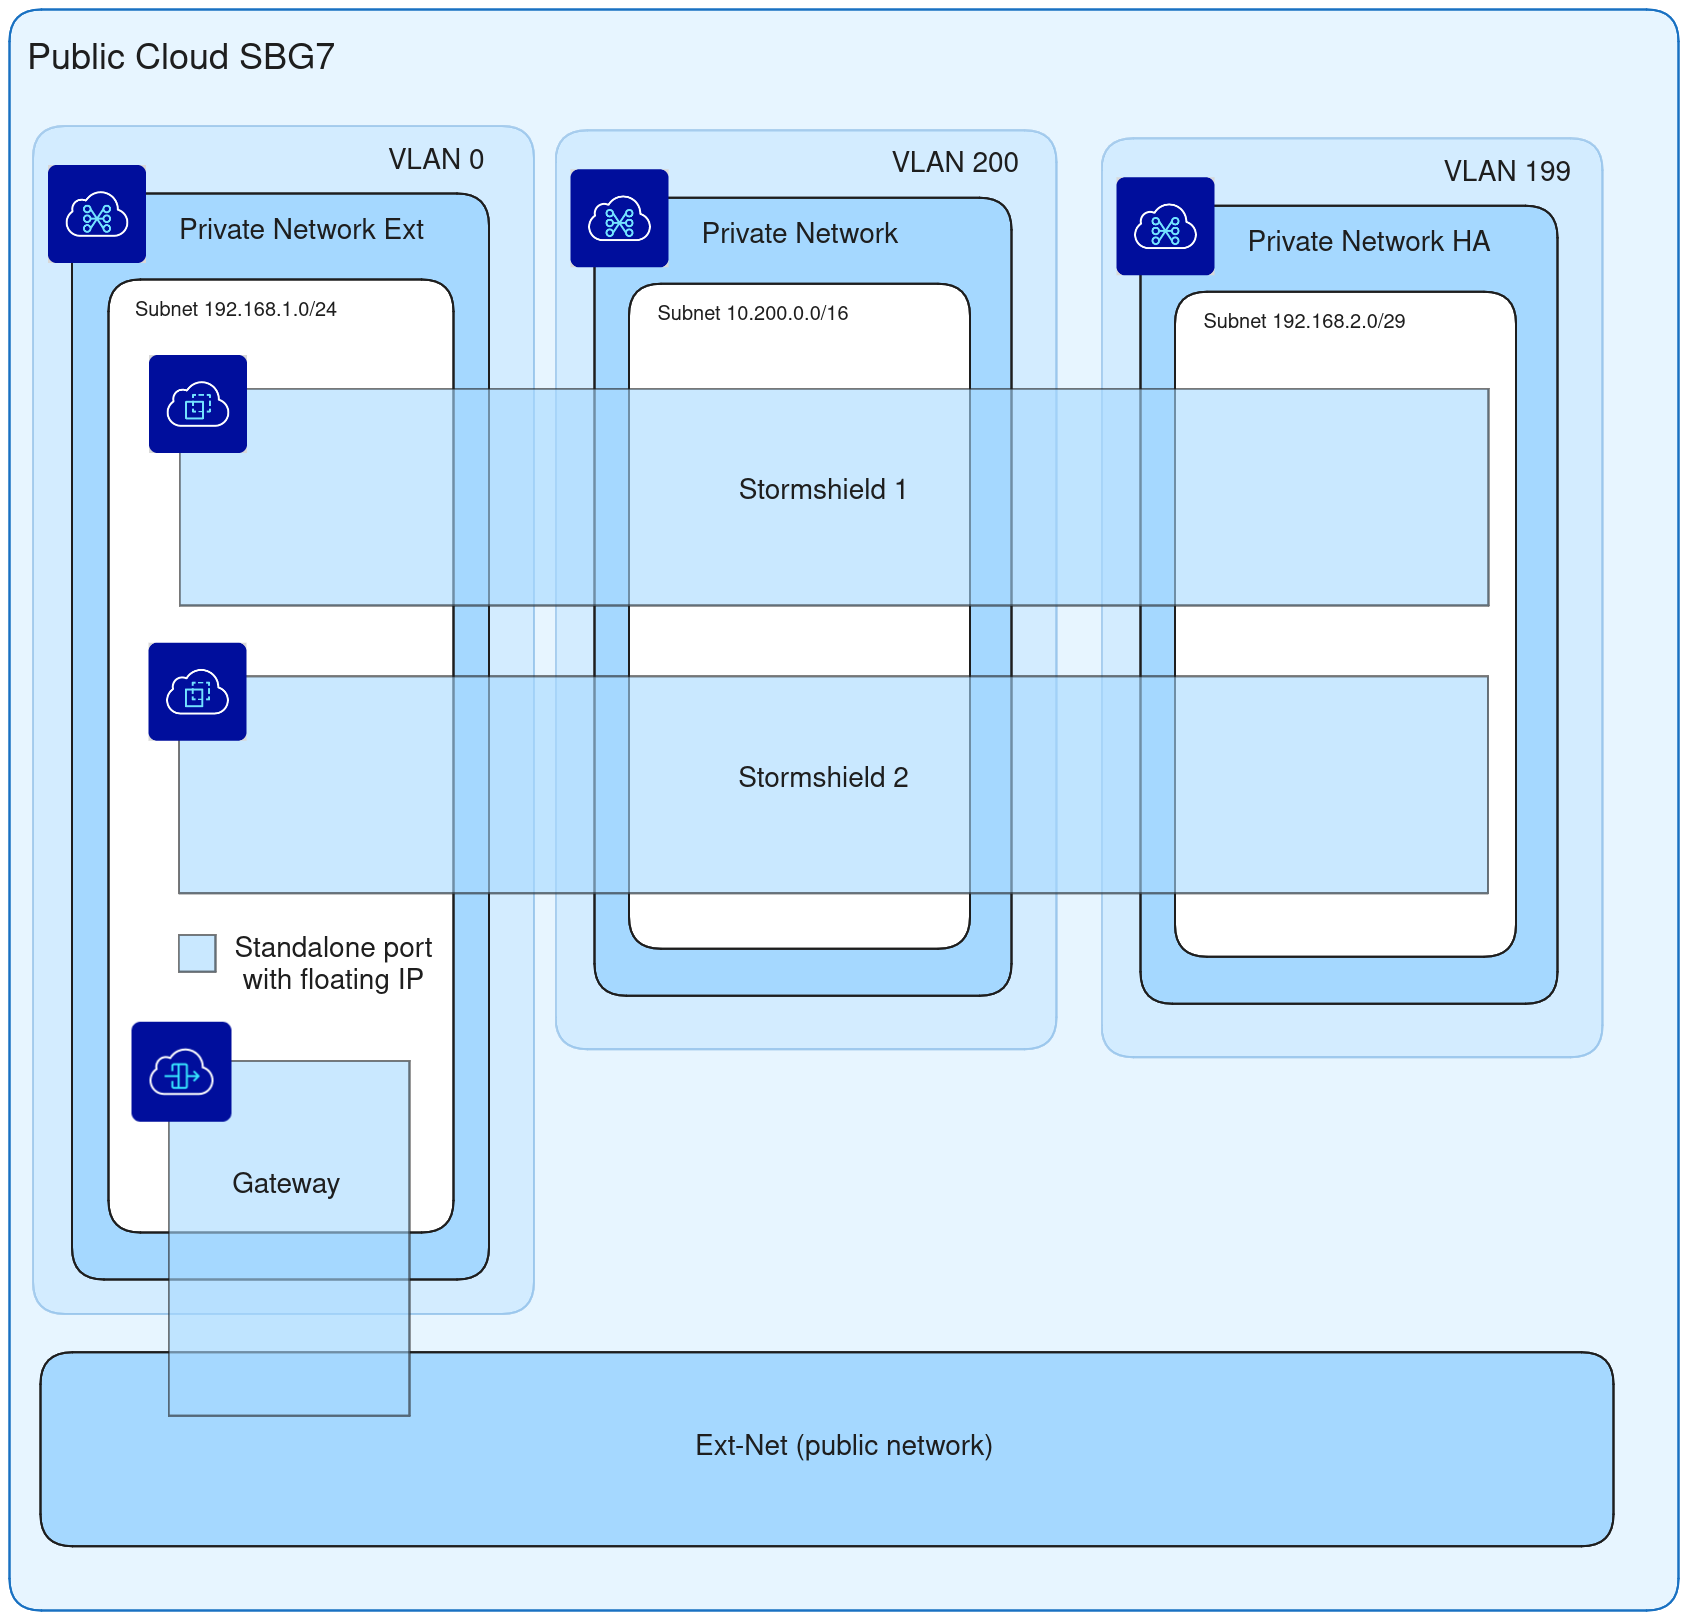 Public Cloud SBG7
VLAN 0
Private Network Ext
Subnet 192.168.1.0/24
VLAN 200
Private Network
Subnet 10.200.0.0/16
VLAN 199
Private Network HA
Subnet 192.168.2.0/29
Stormshield 1
Stormshield 2
Standalone port
with floating IP
Gateway
Ext-Net (public network)